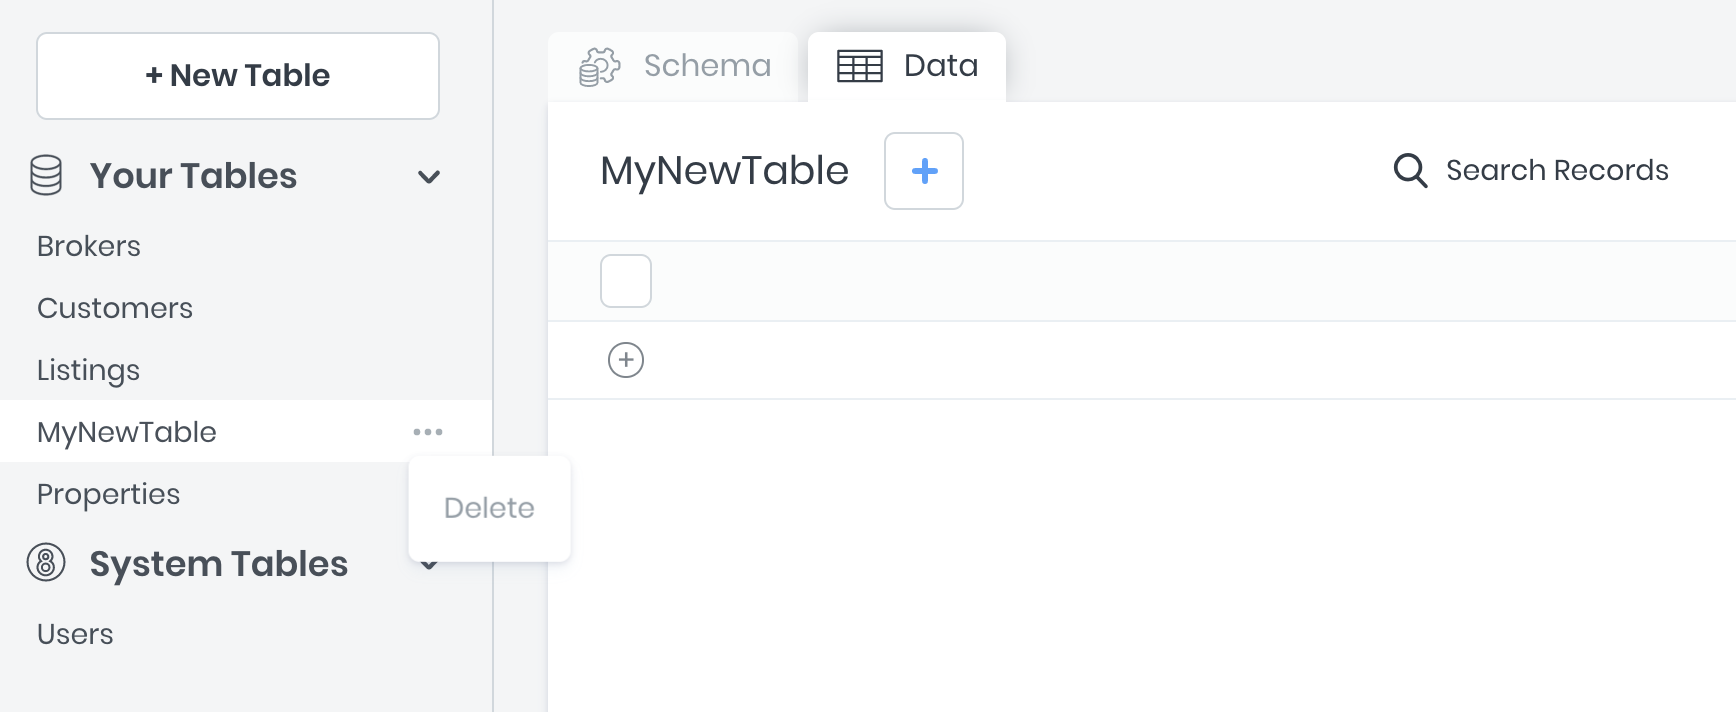 + New Table
Your Tables
Brokers
Customers
Listings
MyNewTable
Properties
Delete
System Tables
Users
Schema
Data
MyNewTable
Search Records